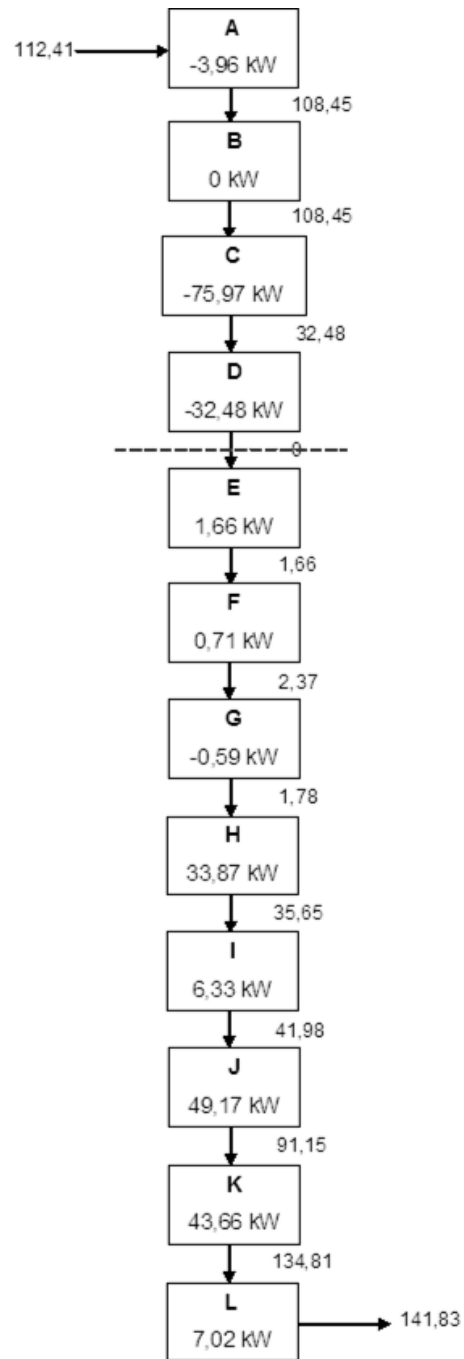 A
112,41
-3,96 kW
108,45
B
0 kW
108,45
C
-75,97 kW
32,48
D
-32,48 kW
0
E
1,66 kW
1,66
F
0,71 kW
2,37
G
-0,59 kW
1,78
H
33,87 kW
35,65
I
6,33 kW
41,98
J
49,17 kW
91,15
K
43,66 kW
134,81
L
141,83
7,02 kW